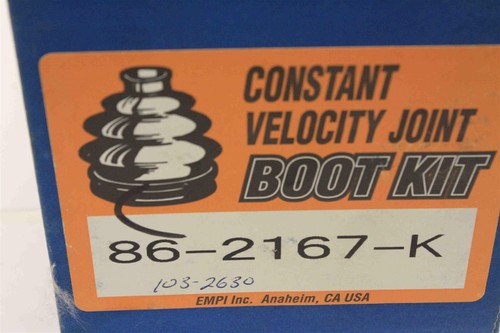 CONSTANT
VELOCITY JOINT
BOOT KIT
86-2167-K
103-2630
EMPI Inc. Anaheim, CA USA